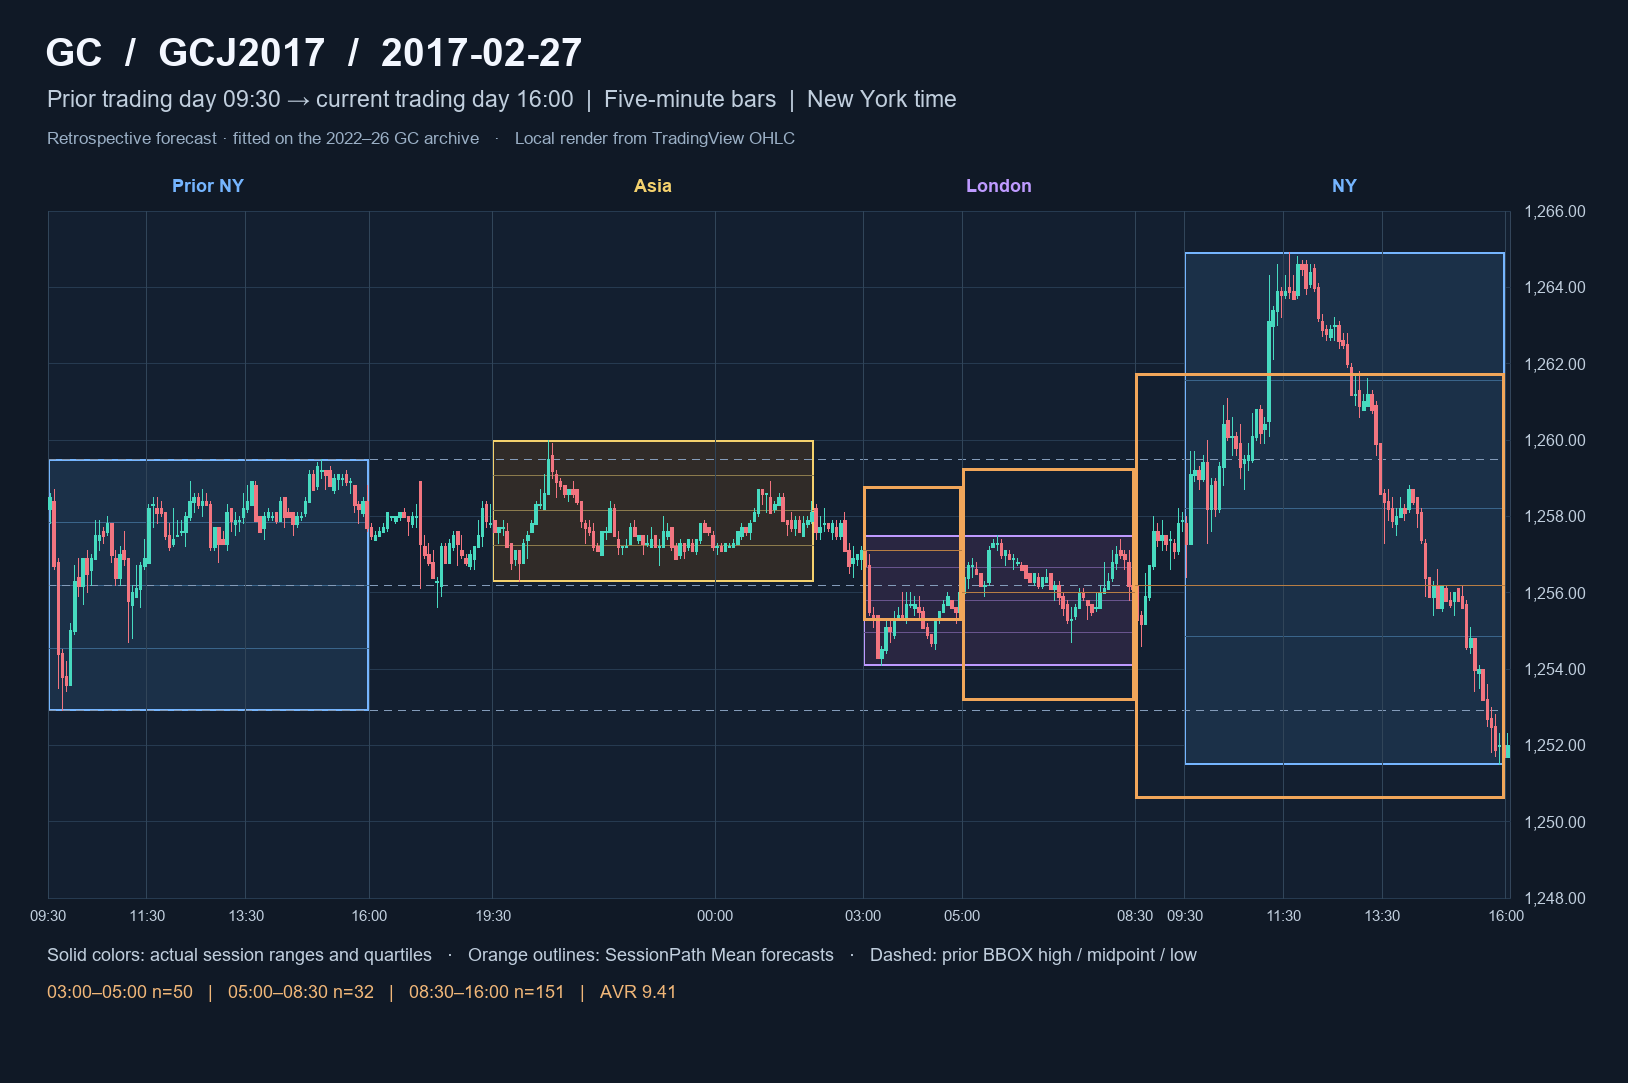 GC / GCJ2017 / 2017-02-27
Prior trading day 09:30 → current trading day 16:00 | Five-minute bars | New York time
Retrospective forecast · fitted on the 2022–26 GC archive · Local render from TradingView OHLC
Prior NY Asia London NY
1,266.00
1,264.00
1,262.00
1,260.00
1,258.00
1,256.00
1,254.00
1,252.00
1,250.00
1,248.00
09:30 11:30 13:30 16:00 19:30 00:00 03:00 05:00 08:30 09:30 11:30 13:30 16:00
Solid colors: actual session ranges and quartiles · Orange outlines: SessionPath Mean forecasts · Dashed: prior BBOX high / midpoint / low
03:00–05:00 n=50 | 05:00–08:30 n=32 | 08:30–16:00 n=151 | AVR 9.41